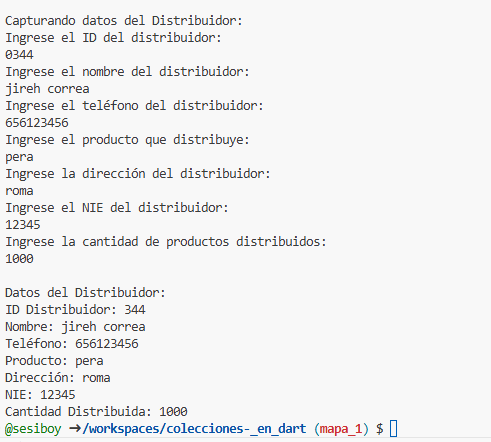 Capturando datos del Distribuidor:
Ingrese el ID del distribuidor:
0344
Ingrese el nombre del distribuidor:
jireh correa
Ingrese el teléfono del distribuidor:
656123456
Ingrese el producto que distribuye:
pera
Ingrese la dirección del distribuidor:
roma
Ingrese el NIE del distribuidor:
12345
Ingrese la cantidad de productos distribuidos:
1000
Datos del Distribuidor:
ID Distribuidor: 344
Nombre: jireh correa
Teléfono: 656123456
Producto: pera
Dirección: roma
NIE: 12345
Cantidad Distribuida: 1000
@sesiboy ➜/workspaces/colecciones-_en_dart (mapa_1) $